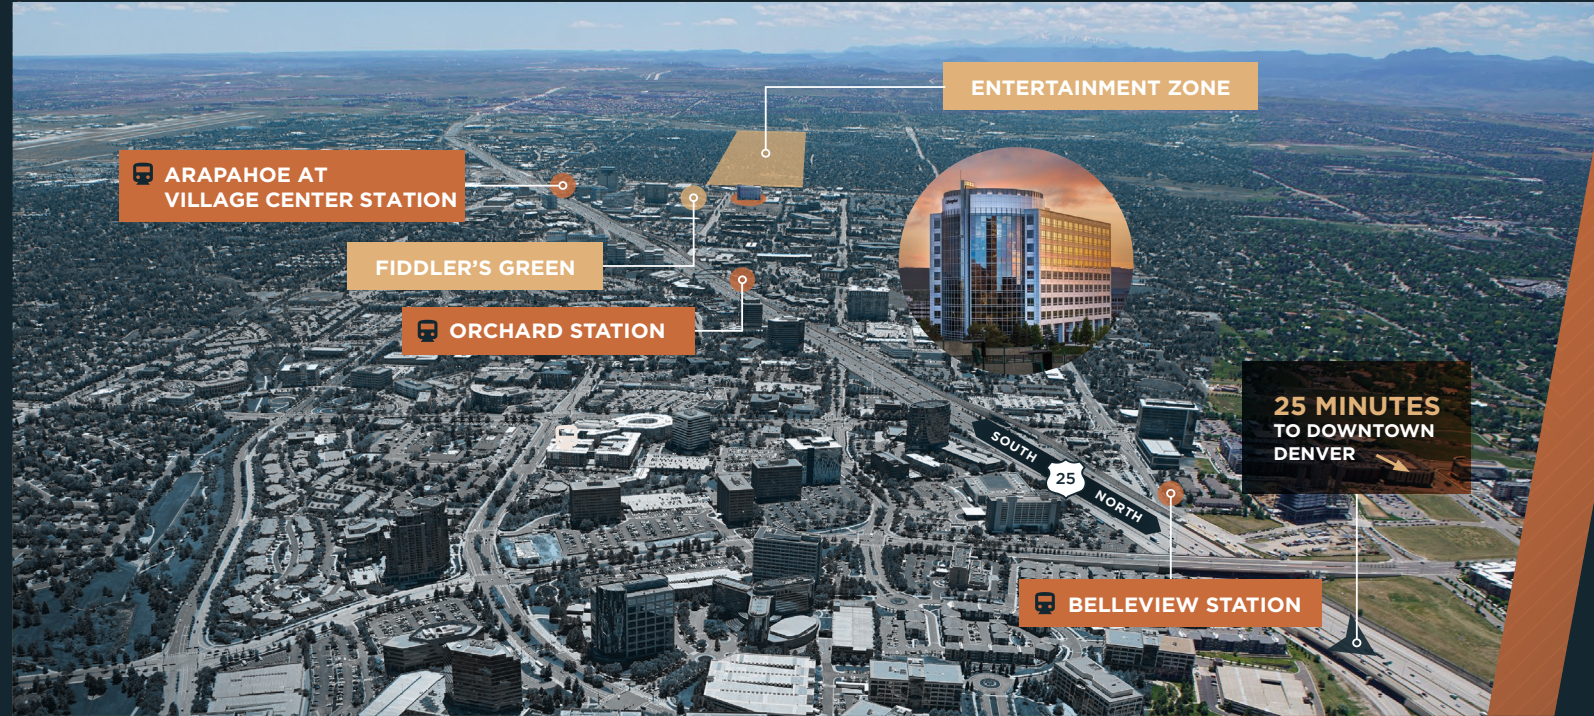 ENTERTAINMENT ZONE
ARAPAHOE AT
VILLAGE CENTER STATION
FIDDLER'S GREEN
ORCHARD STATION
25 MINUTES
TO DOWNTOWN
DENVER
SOUTH
25
NORTH
BELLEVIEW STATION